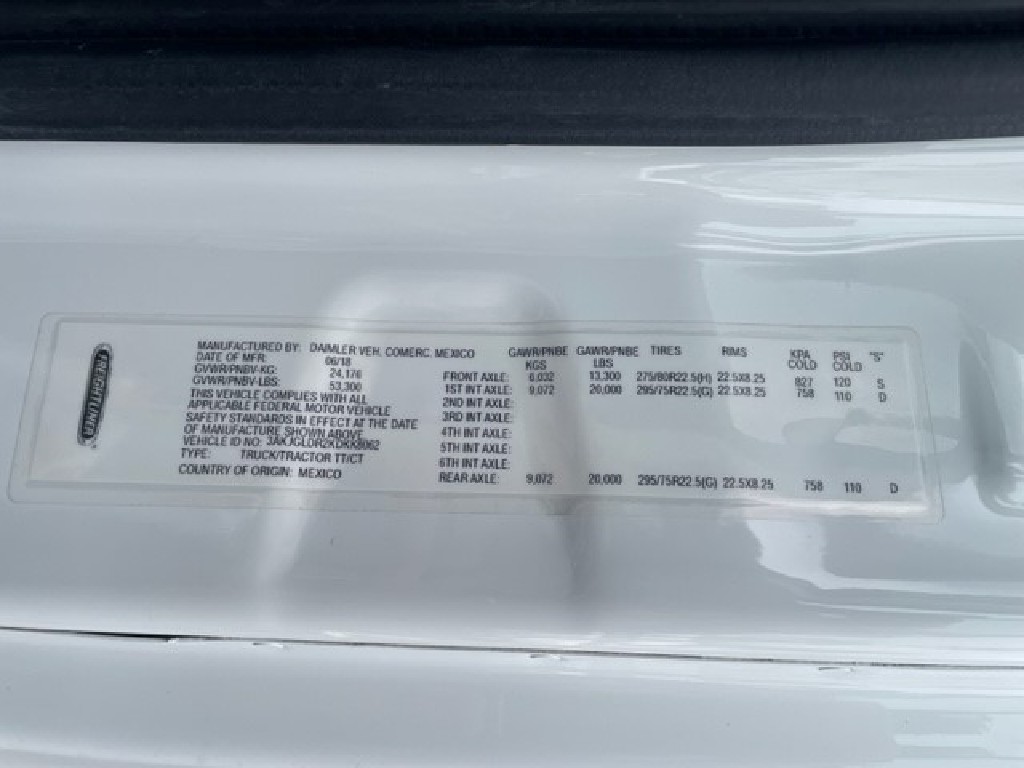 FREIGHTLINER
MANUFACTURED BY: DAIMLER VEH. COMERC. MEXICO
DATE OF MFR: 06/18
GVWR/PNBV-KG: 24,176
GVWR/PNBV-LBS: 53,300
THIS VEHICLE COMPLIES WITH ALL
APPLICABLE FEDERAL MOTOR VEHICLE
SAFETY STANDARDS IN EFFECT AT THE DATE
OF MANUFACTURE SHOWN ABOVE
VEHICLE ID NO: 3AKJGLDR2KDKK8062
TYPE: TRUCK/TRACTOR TT/CT
COUNTRY OF ORIGIN: MEXICO
GAWR/PNBE KGS GAWR/PNBE LBS TIRES RIMS KPA COLD PSI COLD "S"
FRONT AXLE: 6,032 13,300 275/80R22.5(H) 22.5X8.25 827 120 S
1ST INT AXLE: 9,072 20,000 295/75R22.5(G) 22.5X8.25 758 110 D
2ND INT AXLE:
3RD INT AXLE:
4TH INT AXLE:
5TH INT AXLE:
6TH INT AXLE:
REAR AXLE: 9,072 20,000 295/75R22.5(G) 22.5X8.25 758 110 D